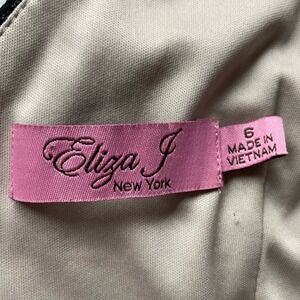 Eliza J
New York
6
MADE IN
VIETNAM